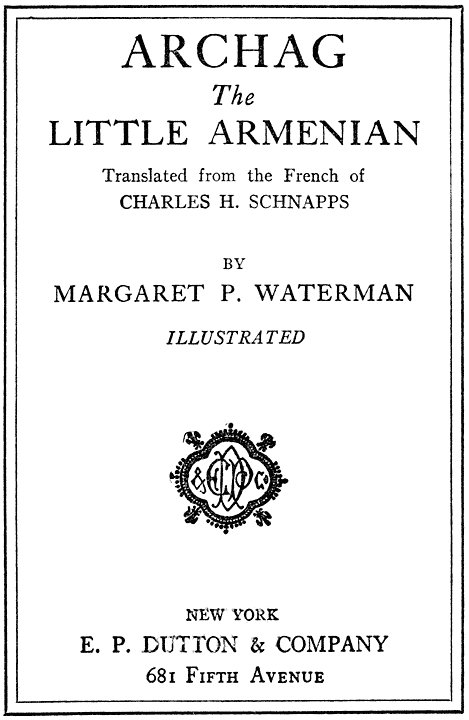 ARCHAG
The
LITTLE ARMENIAN
Translated from the French of
CHARLES H. SCHNAPPS
BY
MARGARET P. WATERMAN
ILLUSTRATED
NEW YORK
E. P. DUTTON & COMPANY
681 FIFTH AVENUE